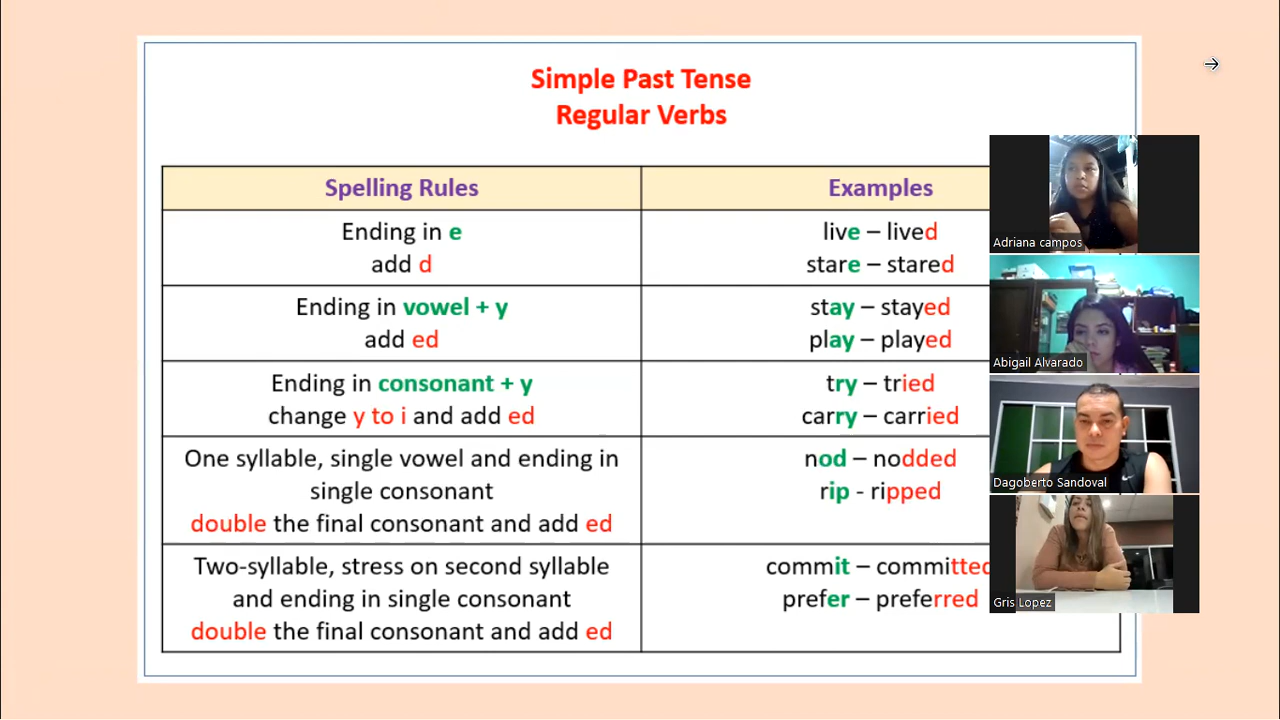 Simple Past Tense
Regular Verbs
Spelling Rules
Examples
Ending in e
add d
live – lived
stare – stared
Ending in vowel + y
add ed
stay – stayed
play – played
Ending in consonant + y
change y to i and add ed
try – tried
carry – carried
One syllable, single vowel and ending in
single consonant
double the final consonant and add ed
nod – nodded
rip - ripped
Two-syllable, stress on second syllable
and ending in single consonant
double the final consonant and add ed
commit – committed
prefer – preferred
Adriana campos
Abigail Alvarado
Dagoberto Sandoval
Gris Lopez